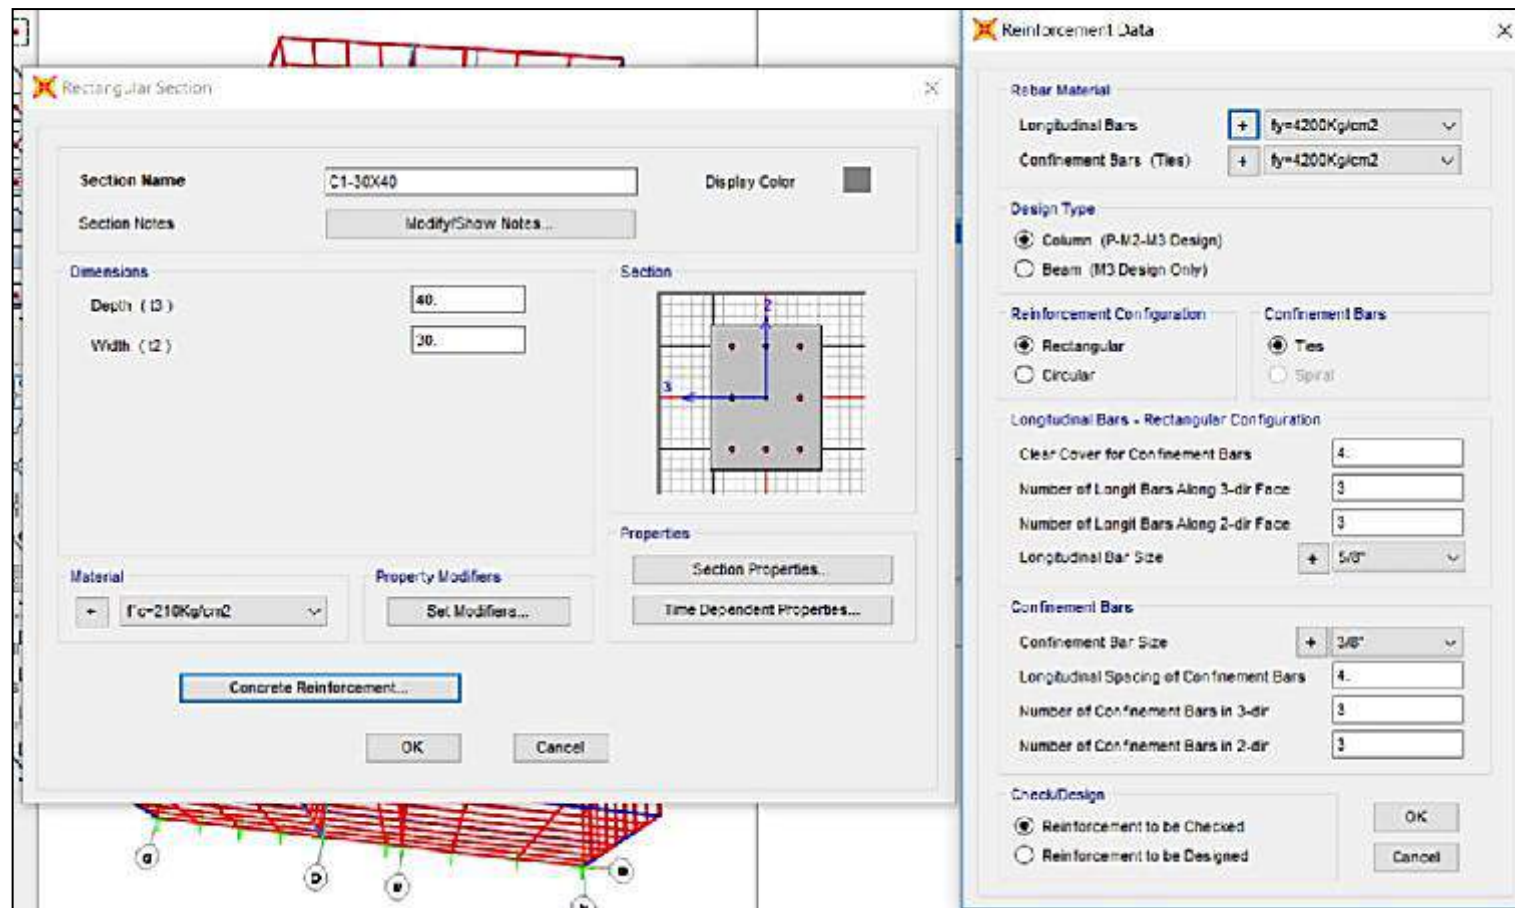 Rectangular Section
Section Name C1-30X40 Display Color
Section Notes Modify/Show Notes...
Dimensions
Depth ( t3 ) 40.
Width ( t2 ) 30.
Section
2
3
Properties
Section Properties..
Time Dependent Properties...
Material
+ f'c=210Kg/cm2
Property Modifiers
Set Modifiers...
Concrete Reinforcement...
OK Cancel
Reinforcement Data
Rebar Material
Longitudinal Bars + fy=4200Kg/cm2
Confinement Bars (Ties) + fy=4200Kg/cm2
Design Type
Column (P-M2-M3 Design)
Beam (M3 Design Only)
Reinforcement Configuration
Rectangular
Circular
Confinement Bars
Ties
Spiral
Longitudinal Bars - Rectangular Configuration
Clear Cover for Confinement Bars 4.
Number of Longit Bars Along 3-dir Face 3
Number of Longit Bars Along 2-dir Face 3
Longitudinal Bar Size + 5/8"
Confinement Bars
Confinement Bar Size + 3/8"
Longitudinal Spacing of Confinement Bars 4.
Number of Confinement Bars in 3-dir 3
Number of Confinement Bars in 2-dir 3
Check/Design
Reinforcement to be Checked
Reinforcement to be Designed
OK
Cancel